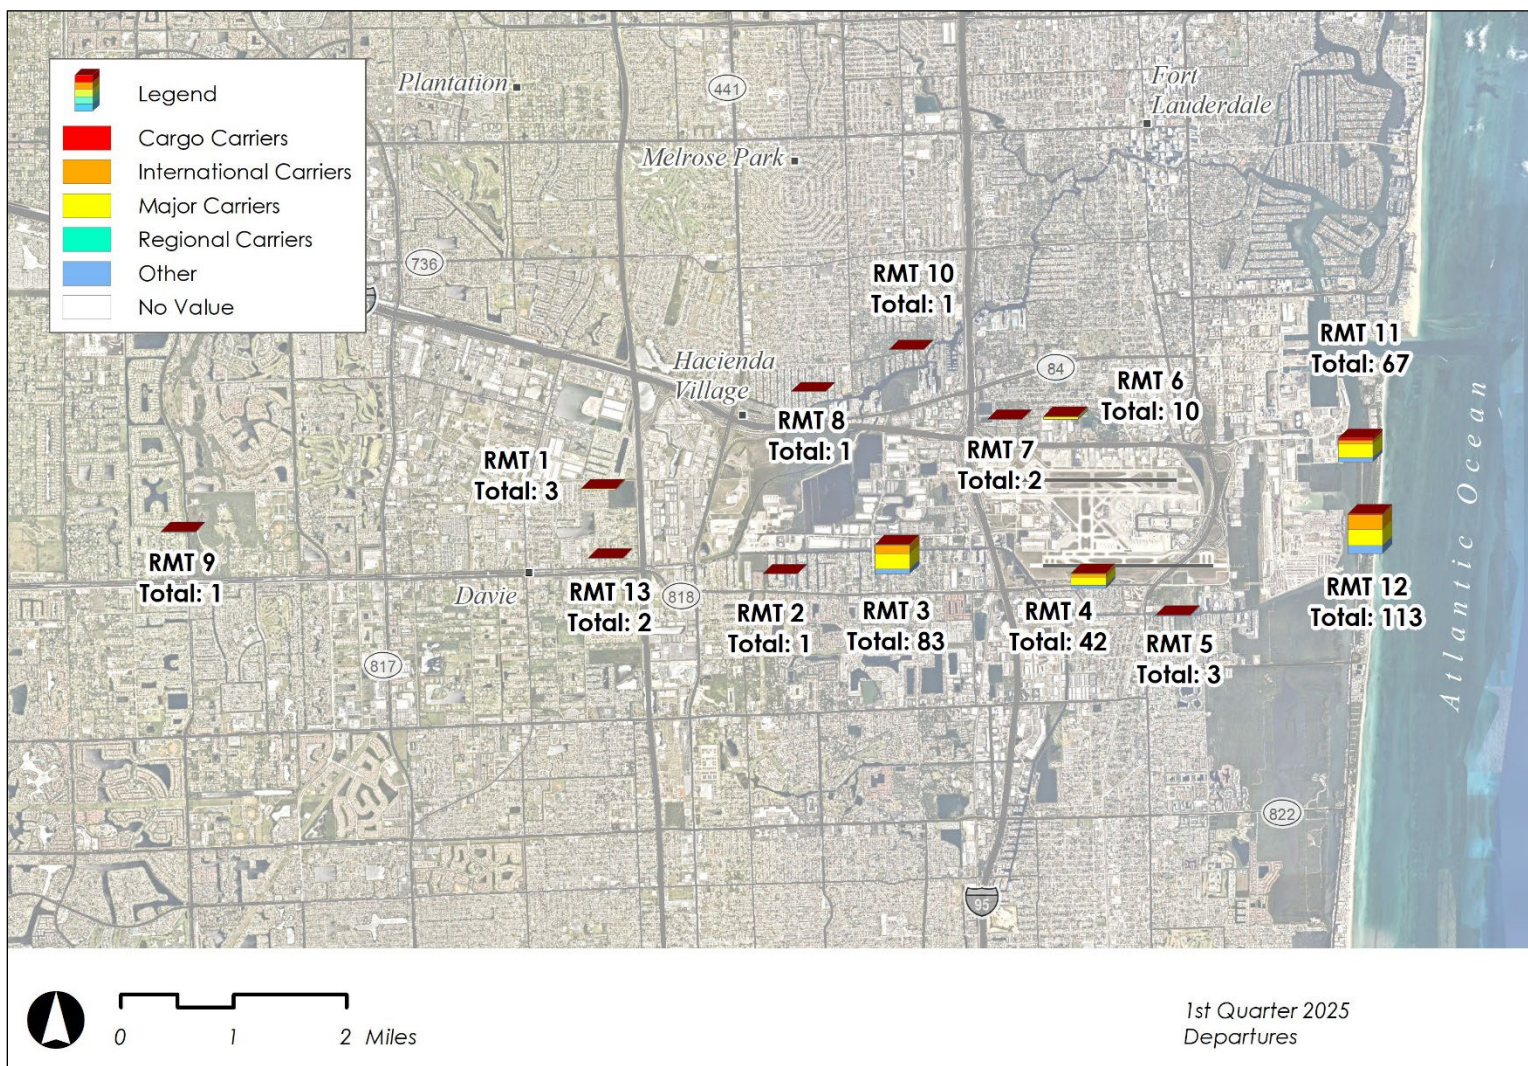 Legend
Cargo Carriers
International Carriers
Major Carriers
Regional Carriers
Other
No Value
Plantation
441
Fort
Lauderdale
Melrose Park
736
RMT 10
Total: 1
RMT 11
Total: 67
Hacienda
Village
84
RMT 6
Total: 10
RMT 8
Total: 1
RMT 7
Total: 2
RMT 1
Total: 3
RMT 9
Total: 1
RMT 13
Total: 2
Davie
818
RMT 2
Total: 1
RMT 3
Total: 83
RMT 4
Total: 42
RMT 5
Total: 3
RMT 12
Total: 113
Atlantic Ocean
817
822
95
0 1 2 Miles
1st Quarter 2025
Departures